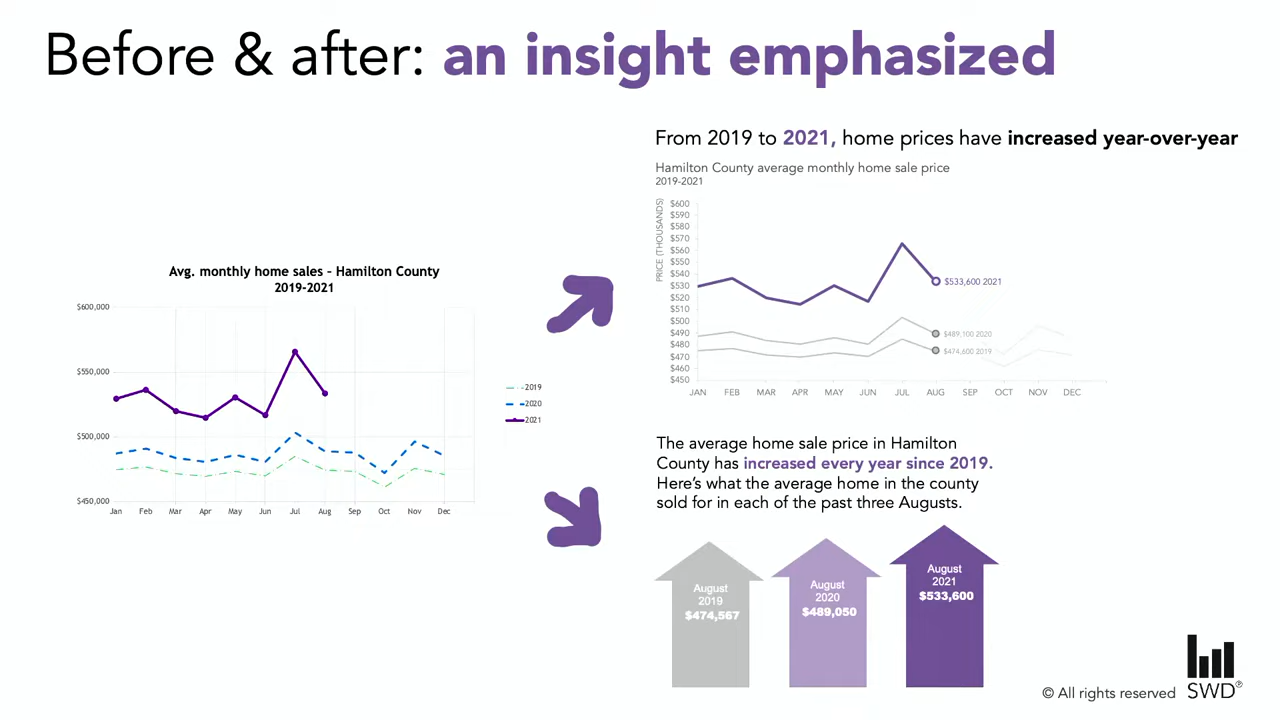 Before & after: an insight emphasized
Avg. monthly home sales – Hamilton County
2019-2021
$600,000
$550,000
$500,000
$450,000
Jan Feb Mar Apr May Jun Jul Aug Sep Oct Nov Dec
2019
2020
2021
From 2019 to 2021, home prices have increased year-over-year
Hamilton County average monthly home sale price
2019-2021
PRICE (THOUSANDS)
$600
$590
$580
$570
$560
$550
$540
$530
$520
$510
$500
$490
$480
$470
$460
$450
$533,600 2021
$489,100 2020
$474,600 2019
JAN FEB MAR APR MAY JUN JUL AUG SEP OCT NOV DEC
The average home sale price in Hamilton
County has increased every year since 2019.
Here's what the average home in the county
sold for in each of the past three Augusts.
August
2019
$474,567
August
2020
$489,050
August
2021
$533,600
© All rights reserved
SWD®